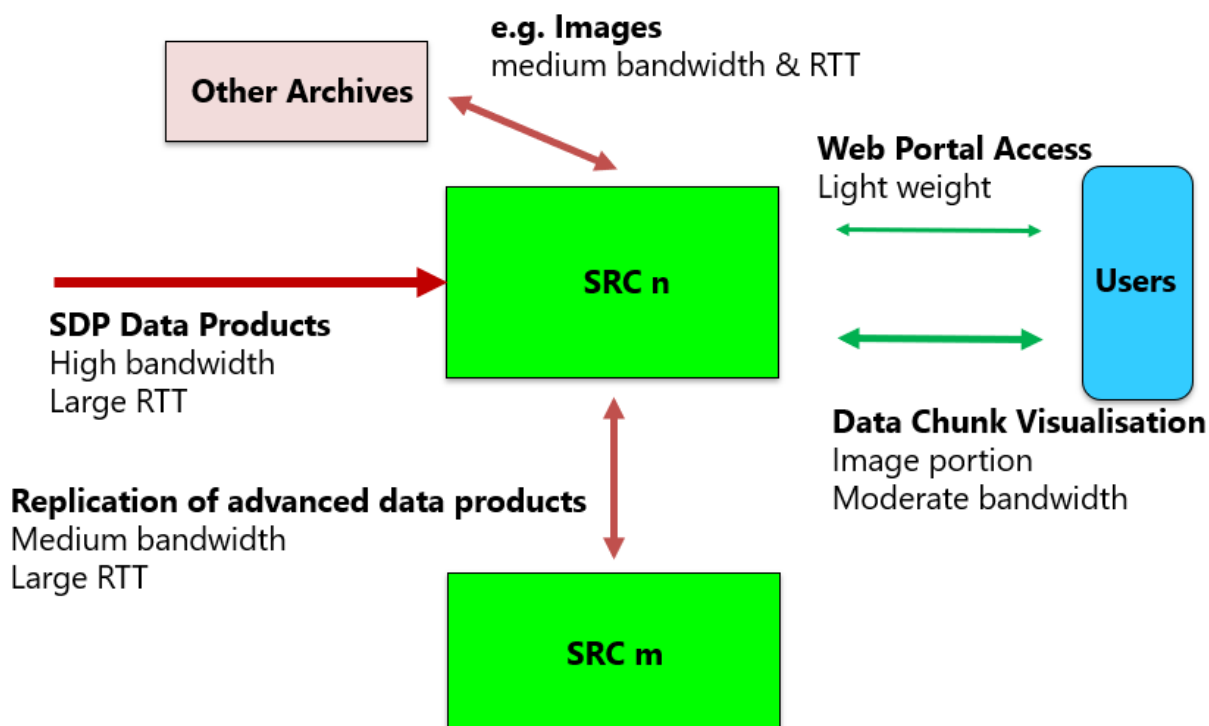 e.g. Images
medium bandwidth & RTT
Other Archives
Web Portal Access
Light weight
SRC n
Users
SDP Data Products
High bandwidth
Large RTT
Data Chunk Visualisation
Image portion
Moderate bandwidth
Replication of advanced data products
Medium bandwidth
Large RTT
SRC m